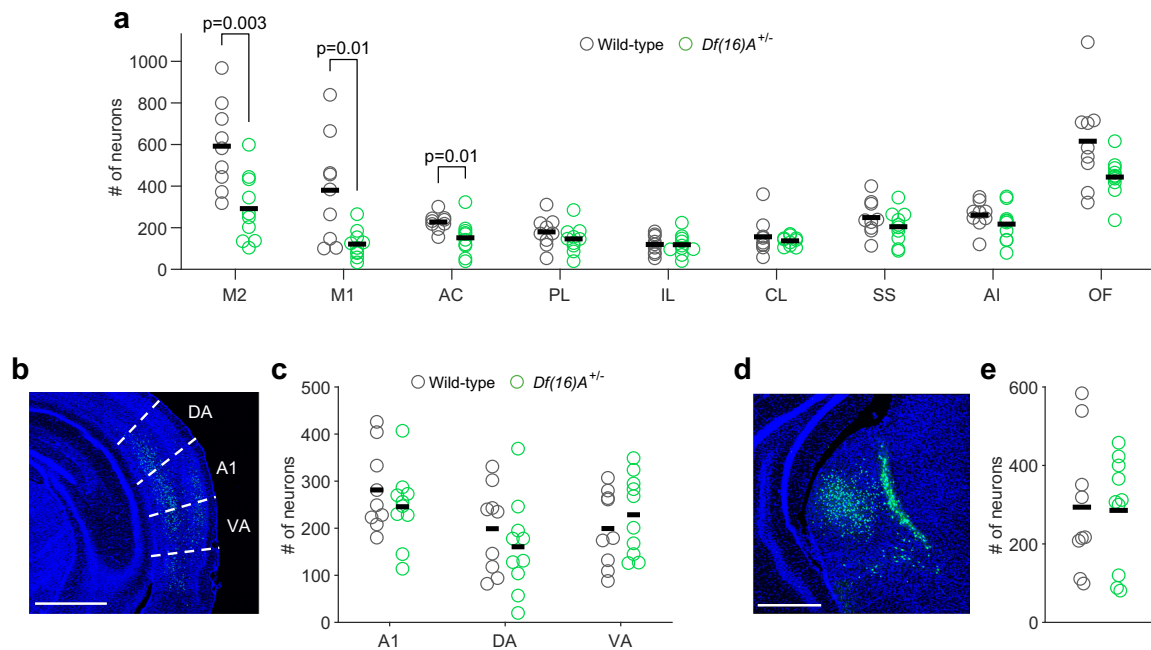 a
Wild-type Df(16)A+/-
p=0.003
p=0.01
p=0.01
# of neurons
1000
800
600
400
200
0
M2 M1 AC PL IL CL SS AI OF
b
DA
A1
VA
c
Wild-type Df(16)A+/-
# of neurons
500
400
300
200
100
0
A1 DA VA
d
e
# of neurons
600
400
200
0